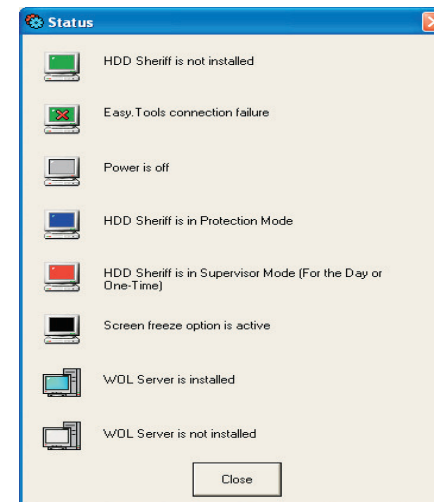 Status
HDD Sheriff is not installed
Easy.Tools connection failure
Power is off
HDD Sheriff is in Protection Mode
HDD Sheriff is in Supervisor Mode (For the Day or
One-Time)
Screen freeze option is active
WOL Server is installed
WOL Server is not installed
Close